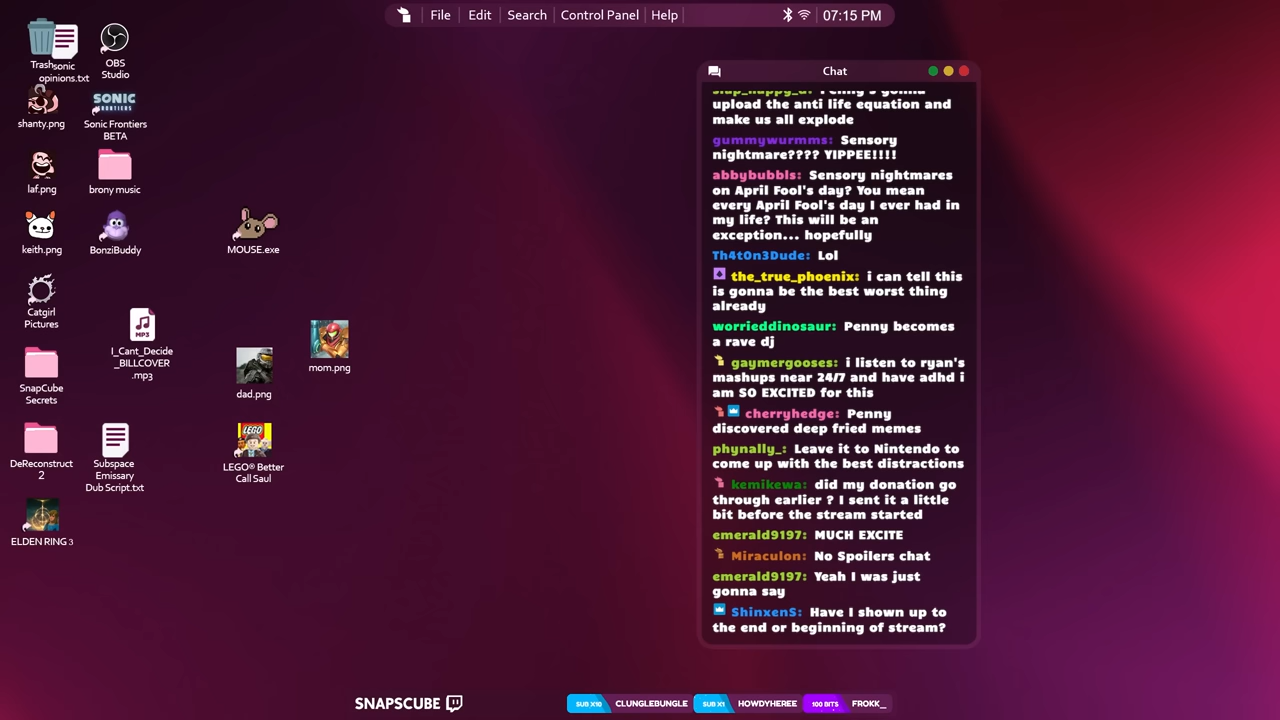 File Edit Search Control Panel Help 07:15 PM
Trash
sonic opinions.txt
OBS Studio
shanty.png
SONIC FRONTIERS
Sonic Frontiers BETA
laf.png
brony music
keith.png
BonziBuddy
MOUSE.exe
Catgirl Pictures
MP3
I_Cant_Decide
_BILLCOVER
.mp3
dad.png
mom.png
SnapCube
Secrets
DeReconstruct
2
Subspace
Emissary
Dub Script.txt
LEGO
LEGO® Better
Call Saul
ELDEN RING 3
Chat
upload the anti life equation and
make us all explode
gummywurmms: Sensory
nightmare???? YIPPEE!!!!
abbybubbls: Sensory nightmares
on April Fool's day? You mean
every April Fool's day I ever had in
my life? This will be an
exception... hopefully
Th4t0n3Dude: Lol
the_true_phoenix: i can tell this
is gonna be the best worst thing
already
worrieddinosaur: Penny becomes
a rave dj
gaymergooses: i listen to ryan's
mashups near 24/7 and have adhd i
am SO EXCITED for this
cherryhedge: Penny
discovered deep fried memes
phynally_: Leave it to Nintendo to
come up with the best distractions
kemikewa: did my donation go
through earlier ? I sent it a little
bit before the stream started
emerald9197: MUCH EXCITE
Miraculon: No Spoilers chat
emerald9197: Yeah I was just
gonna say
ShinxenS: Have I shown up to
the end or beginning of stream?
SNAPSCUBE
SUB X10 CLUNGLEBUNGLE SUB X1 HOWDYHEREE 100 BITS FROKK_